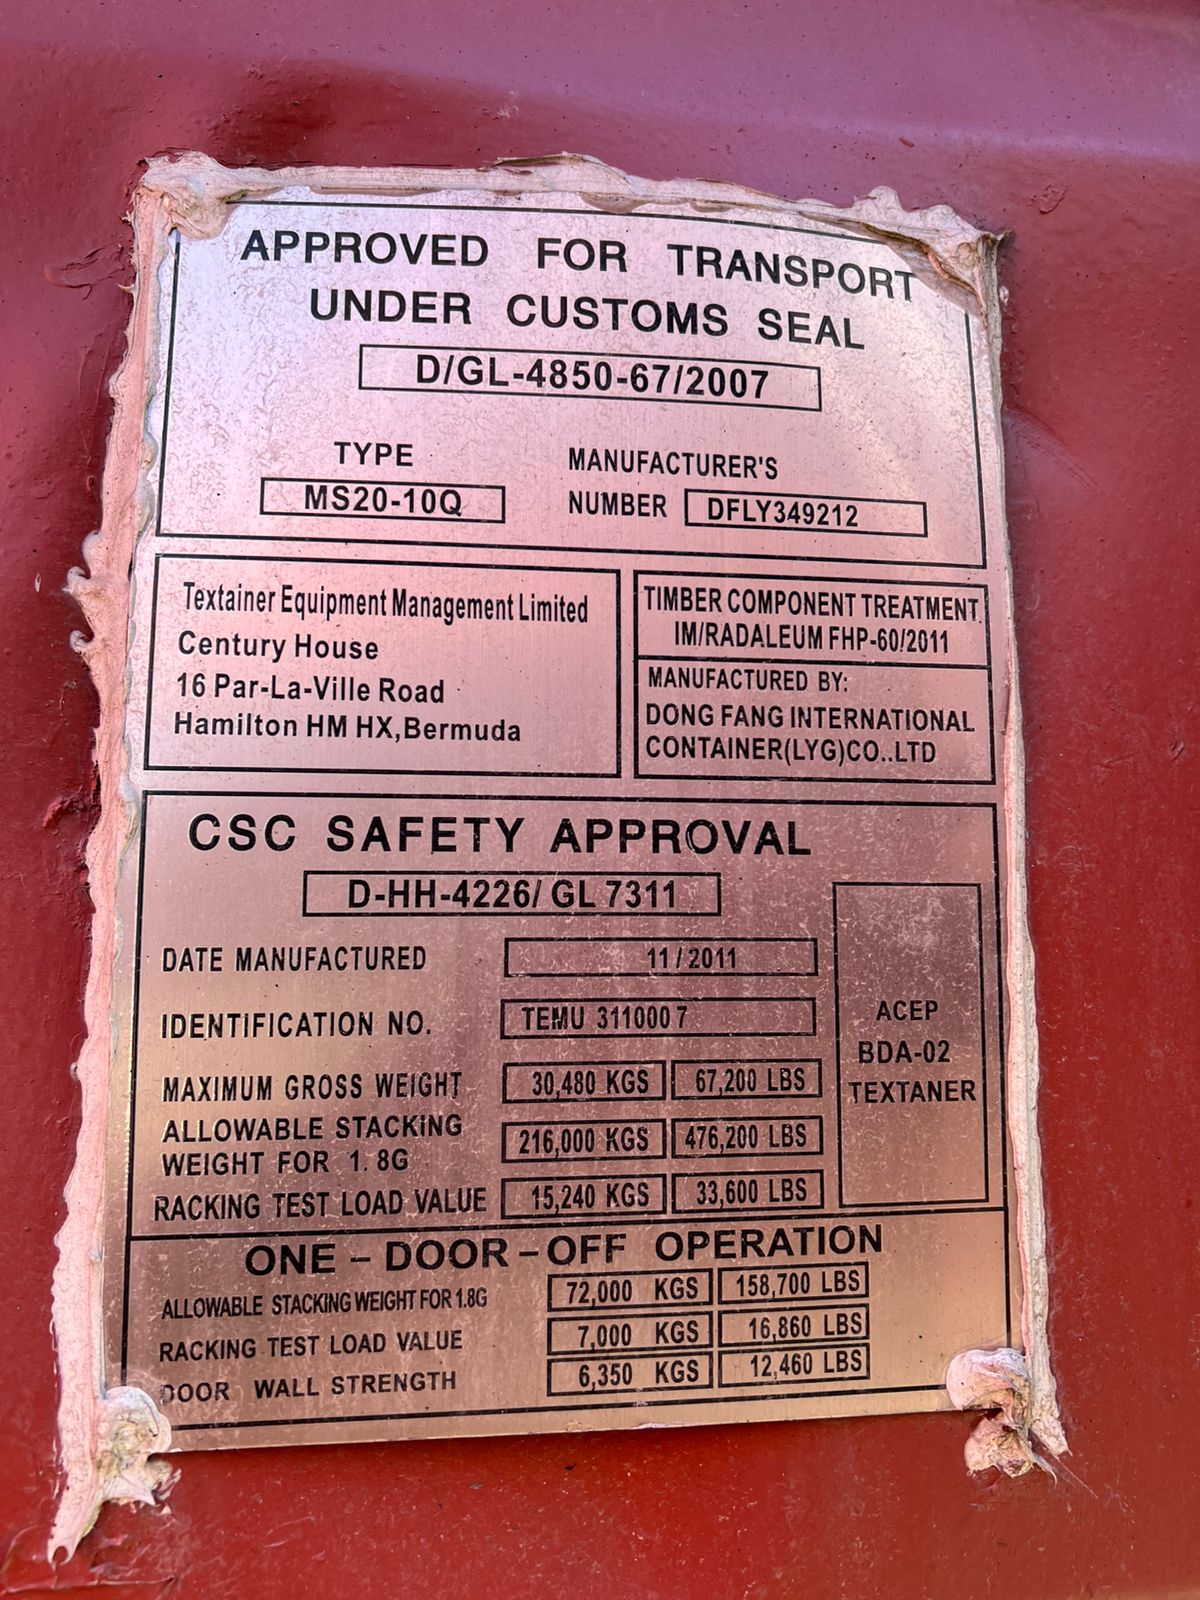 APPROVED FOR TRANSPORT
UNDER CUSTOMS SEAL
D/GL-4850-67/2007
TYPE
MS20-10Q
MANUFACTURER'S
NUMBER DFLY349212
Textainer Equipment Management Limited
Century House
16 Par-La-Ville Road
Hamilton HM HX,Bermuda
TIMBER COMPONENT TREATMENT
IM/RADALEUM FHP-60/2011
MANUFACTURED BY:
DONG FANG INTERNATIONAL
CONTAINER(LYG)CO..LTD
CSC SAFETY APPROVAL
D-HH-4226/ GL 7311
DATE MANUFACTURED 11/2011
IDENTIFICATION NO. TEMU 311000 7
MAXIMUM GROSS WEIGHT 30,480 KGS 67,200 LBS
ALLOWABLE STACKING
WEIGHT FOR 1.8G 216,000 KGS 476,200 LBS
RACKING TEST LOAD VALUE 15,240 KGS 33,600 LBS
ACEP
BDA-02
TEXTANER
ONE-DOOR-OFF OPERATION
ALLOWABLE STACKING WEIGHT FOR 1.8G 72,000 KGS 158,700 LBS
RACKING TEST LOAD VALUE 7,000 KGS 16,860 LBS
DOOR WALL STRENGTH 6,350 KGS 12,460 LBS